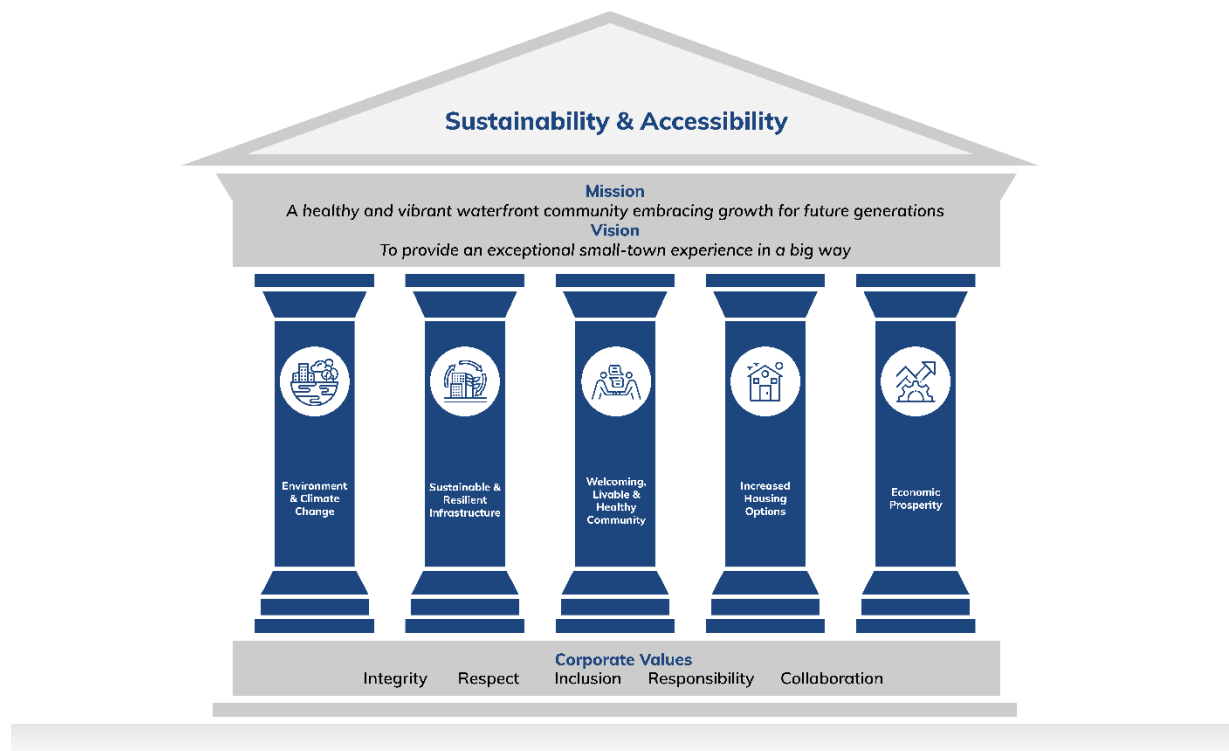 Sustainability & Accessibility
Mission
A healthy and vibrant waterfront community embracing growth for future generations
Vision
To provide an exceptional small-town experience in a big way
Environment
& Climate
Change
Sustainable &
Resilient
Infrastructure
Welcoming,
Livable &
Healthy
Community
Increased
Housing
Options
Economic
Prosperity
Corporate Values
Integrity Respect Inclusion Responsibility Collaboration